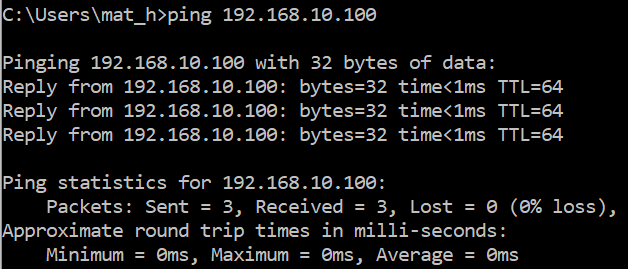 C:\Users\mat_h>ping 192.168.10.100
Pinging 192.168.10.100 with 32 bytes of data:
Reply from 192.168.10.100: bytes=32 time<1ms TTL=64
Reply from 192.168.10.100: bytes=32 time<1ms TTL=64
Reply from 192.168.10.100: bytes=32 time<1ms TTL=64
Ping statistics for 192.168.10.100:
    Packets: Sent = 3, Received = 3, Lost = 0 (0% loss),
Approximate round trip times in milli-seconds:
    Minimum = 0ms, Maximum = 0ms, Average = 0ms